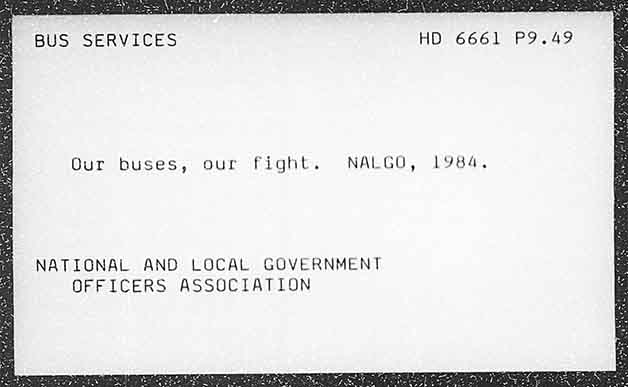 BUS SERVICES HD 6661 P9.49
Our buses, our fight. NALGO, 1984.
NATIONAL AND LOCAL GOVERNMENT
OFFICERS ASSOCIATION